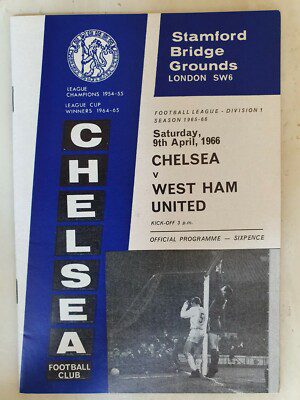 Stamford
Bridge
Grounds
LONDON SW6
LEAGUE
CHAMPIONS 1954-55
LEAGUE CUP
WINNERS 1964-65
FOOTBALL LEAGUE - DIVISION 1
SEASON 1965-66
Saturday,
9th April, 1966
CHELSEA
v
WEST HAM
UNITED
KICK-OFF 3 p.m.
OFFICIAL PROGRAMME — SIXPENCE
CHELSEA
FOOTBALL
CLUB